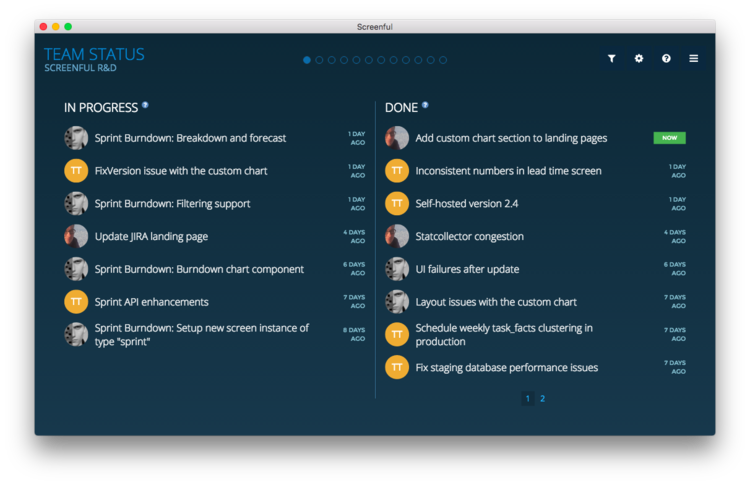 Screenful
TEAM STATUS
SCREENFUL R&D
IN PROGRESS ?
Sprint Burndown: Breakdown and forecast
1 DAY
AGO
TT
FixVersion issue with the custom chart
1 DAY
AGO
Sprint Burndown: Filtering support
1 DAY
AGO
Update JIRA landing page
4 DAYS
AGO
Sprint Burndown: Burndown chart component
6 DAYS
AGO
TT
Sprint API enhancements
7 DAYS
AGO
Sprint Burndown: Setup new screen instance of
type "sprint"
8 DAYS
AGO
DONE ?
Add custom chart section to landing pages
NOW
TT
Inconsistent numbers in lead time screen
1 DAY
AGO
TT
Self-hosted version 2.4
1 DAY
AGO
Statcollector congestion
4 DAYS
AGO
UI failures after update
6 DAYS
AGO
Layout issues with the custom chart
7 DAYS
AGO
TT
Schedule weekly task_facts clustering in
production
7 DAYS
AGO
TT
Fix staging database performance issues
7 DAYS
AGO
1 2